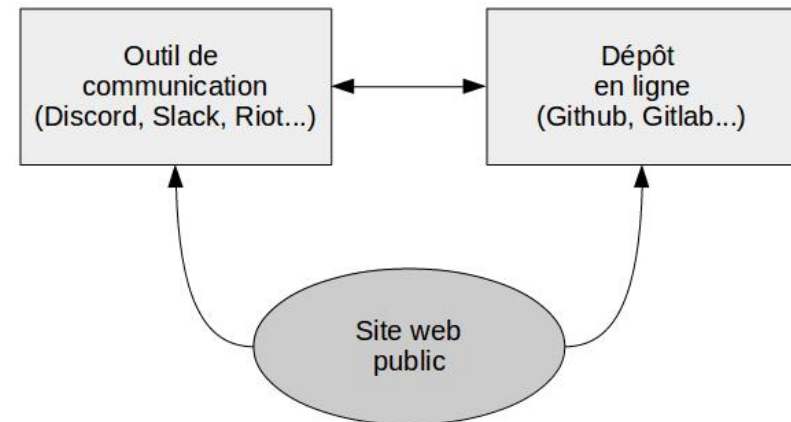 Outil de
communication
(Discord, Slack, Riot...)
Dépôt
en ligne
(Github, Gitlab...)
Site web
public